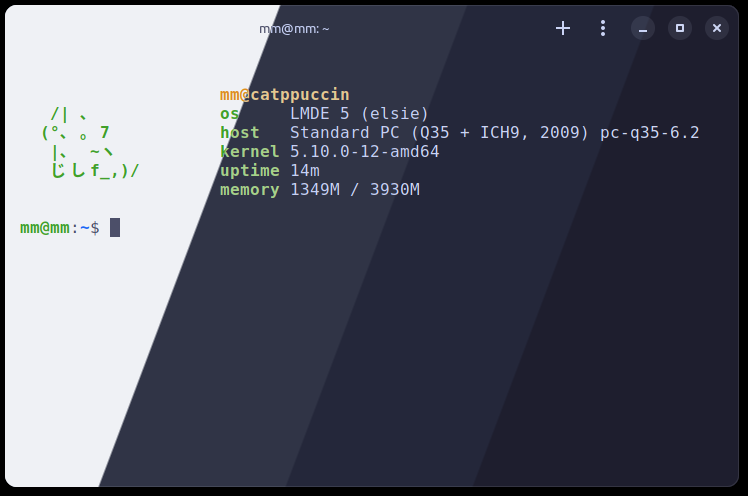 mm@mm: ~
mm@catppuccin
/|､ os LMDE 5 (elsie)
(°､ 。7 host Standard PC (Q35 + ICH9, 2009) pc-q35-6.2
|､ ~ヽ kernel 5.10.0-12-amd64
じしf_,)/ uptime 14m
memory 1349M / 3930M
mm@mm:~$